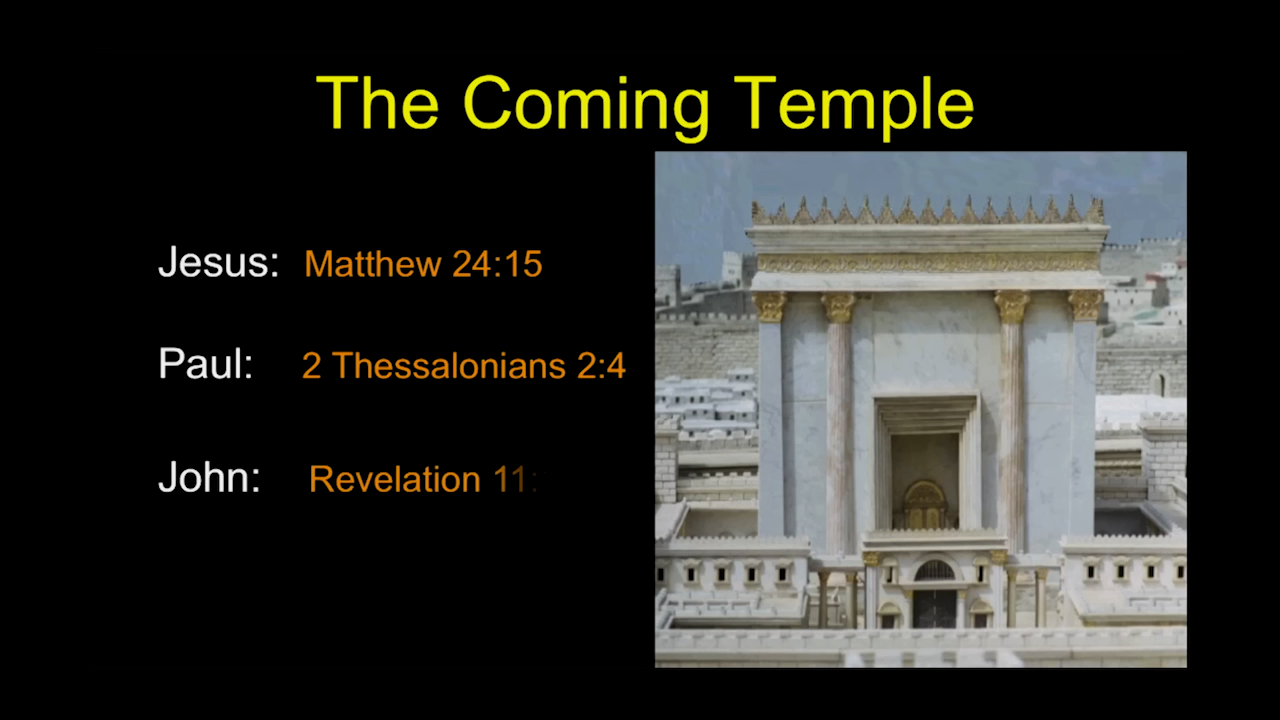 The Coming Temple
Jesus: Matthew 24:15
Paul: 2 Thessalonians 2:4
John: Revelation 11: